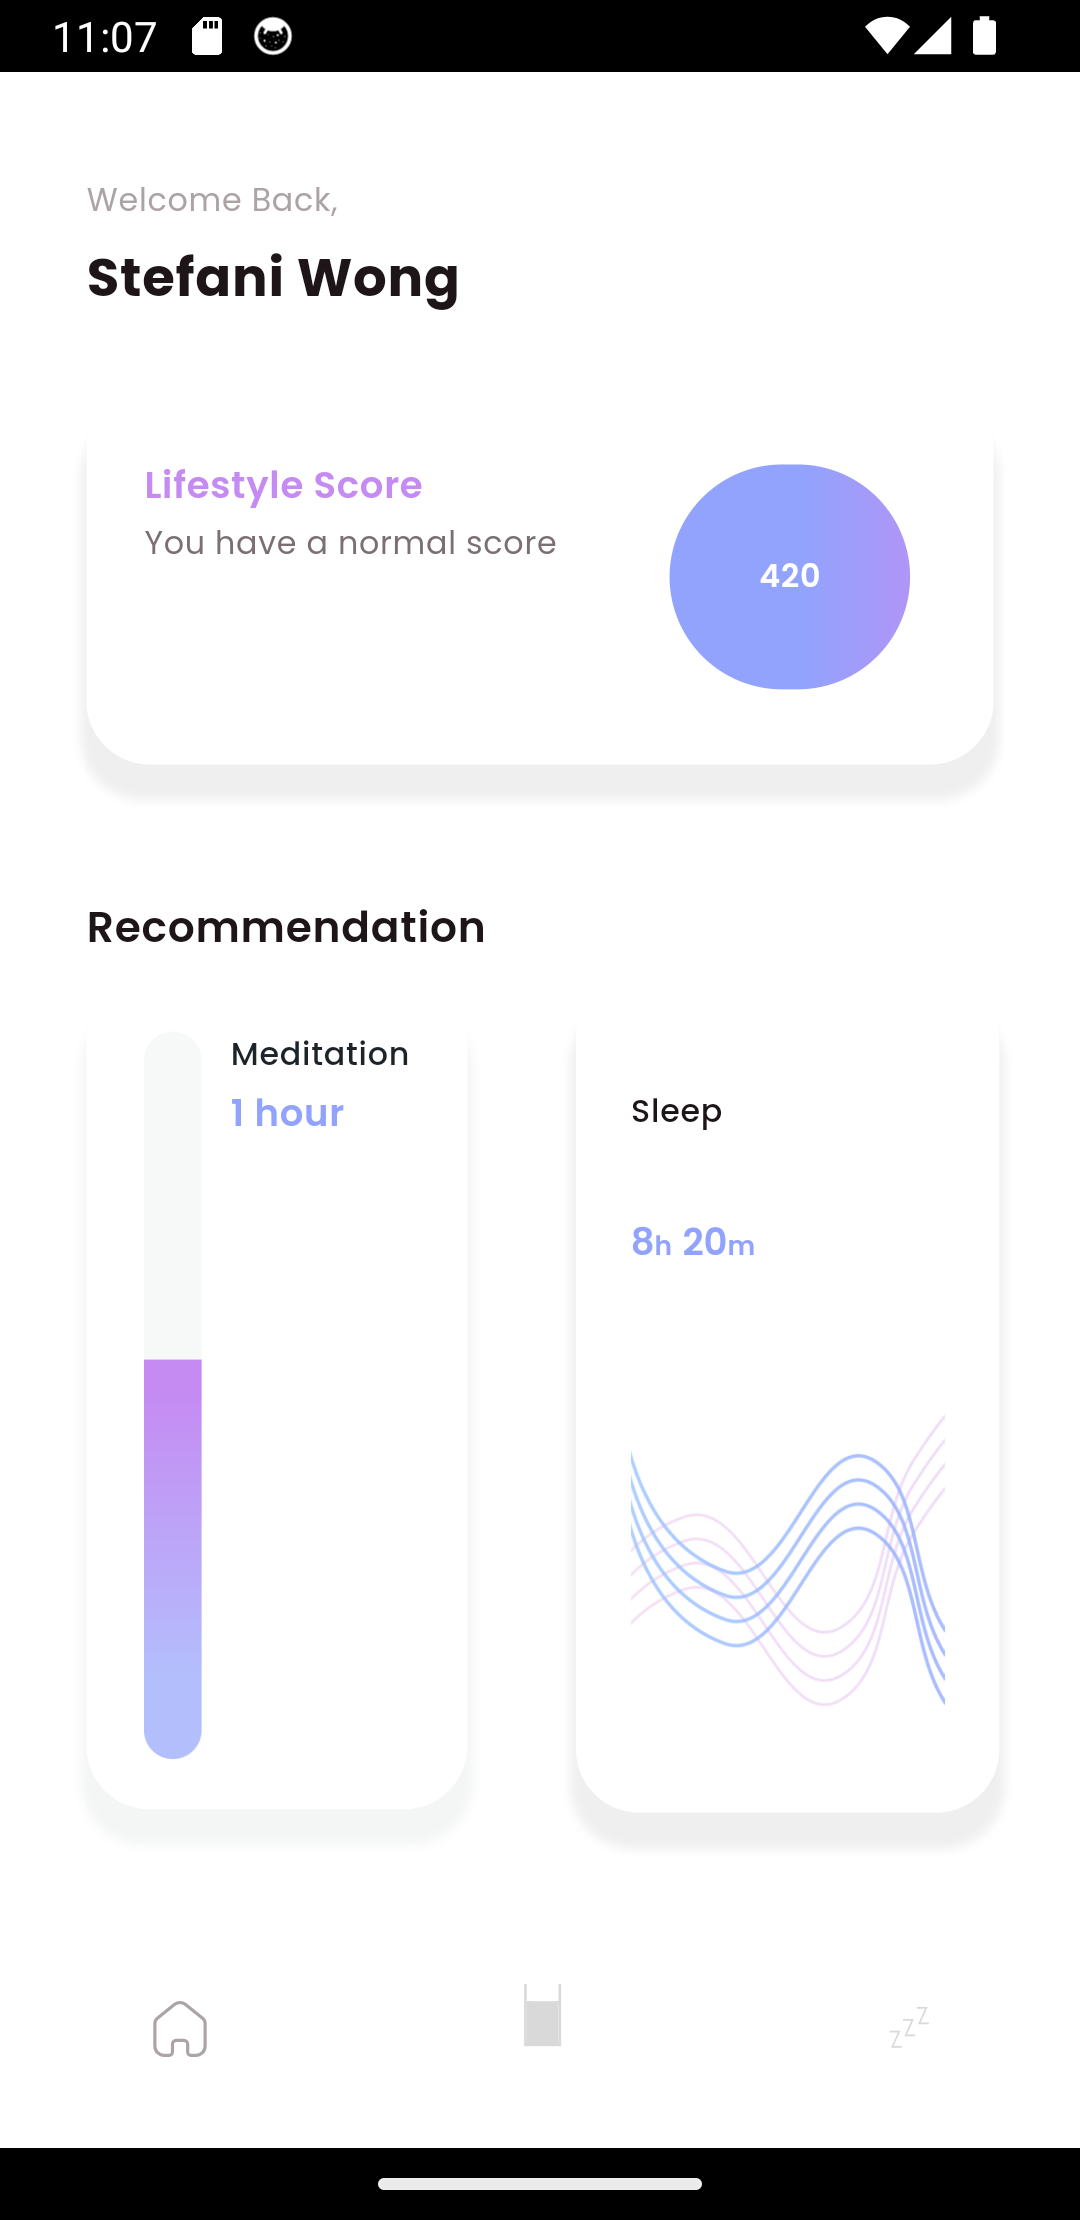 11:07
Welcome Back,
Stefani Wong
Lifestyle Score
You have a normal score
420
Recommendation
Meditation
1 hour
Sleep
8h 20m
z z z